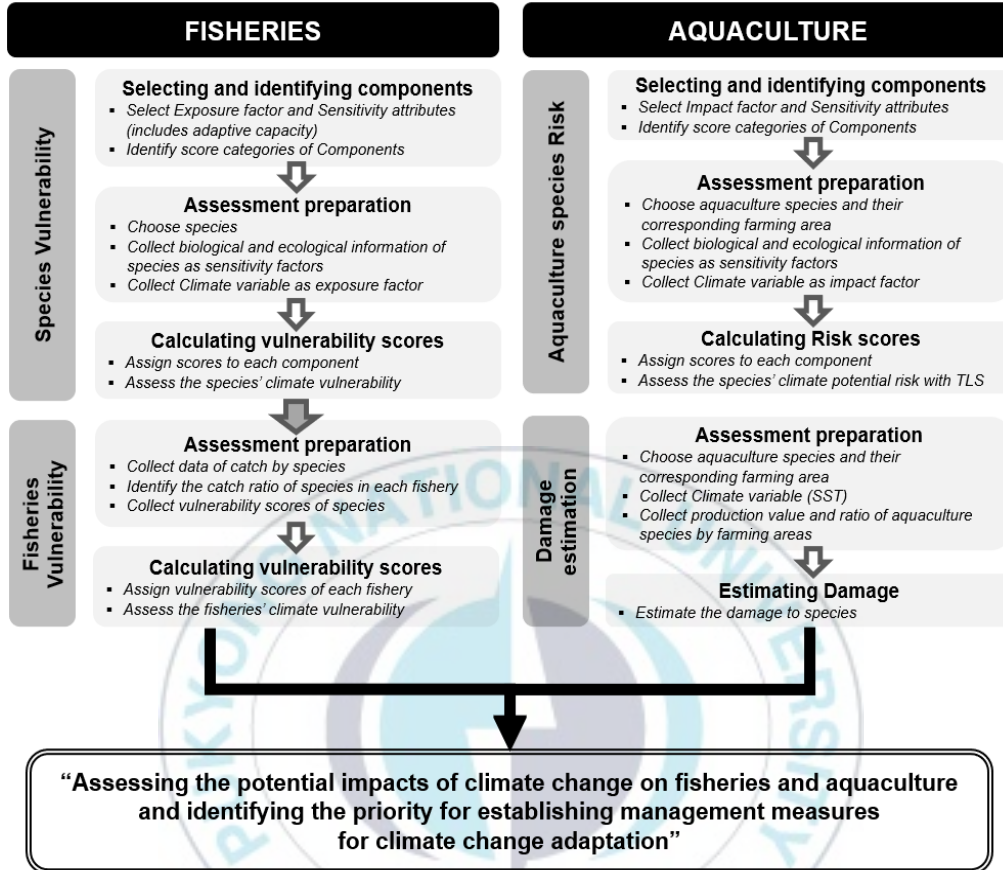 FISHERIES
Species Vulnerability
Selecting and identifying components
▪ Select Exposure factor and Sensitivity attributes
(includes adaptive capacity)
▪ Identify score categories of Components
Assessment preparation
▪ Choose species
▪ Collect biological and ecological information of
species as sensitivity factors
▪ Collect Climate variable as exposure factor
Calculating vulnerability scores
▪ Assign scores to each component
▪ Assess the species' climate vulnerability
Fisheries
Vulnerability
Assessment preparation
▪ Collect data of catch by species
▪ Identify the catch ratio of species in each fishery
▪ Collect vulnerability scores of species
Calculating vulnerability scores
▪ Assign vulnerability scores of each fishery
▪ Assess the fisheries' climate vulnerability
AQUACULTURE
Aquaculture species Risk
Selecting and identifying components
▪ Select Impact factor and Sensitivity attributes
▪ Identify score categories of Components
Assessment preparation
▪ Choose aquaculture species and their
corresponding farming area
▪ Collect biological and ecological information of
species as sensitivity factors
▪ Collect Climate variable as impact factor
Calculating Risk scores
▪ Assign scores to each component
▪ Assess the species' climate potential risk with TLS
Damage
estimation
Assessment preparation
▪ Choose aquaculture species and their
corresponding farming area
▪ Collect Climate variable (SST)
▪ Collect production value and ratio of aquaculture
species by farming areas
Estimating Damage
▪ Estimate the damage to species
“Assessing the potential impacts of climate change on fisheries and aquaculture
and identifying the priority for establishing management measures
for climate change adaptation”
PUKYONG NATIONAL UNIVERSITY